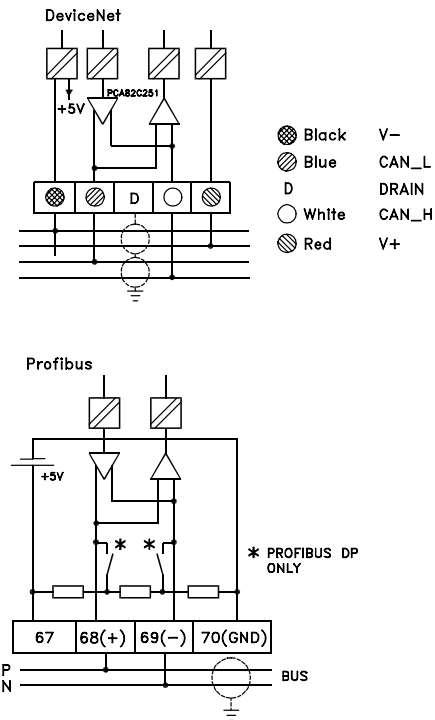 DeviceNet
PCA82C251
+5V
Black V-
Blue CAN_L
D DRAIN
White CAN_H
Red V+
D
Profibus
+5V
* *
* PROFIBUS DP
ONLY
67 68(+) 69(-) 70(GND)
P
N
BUS